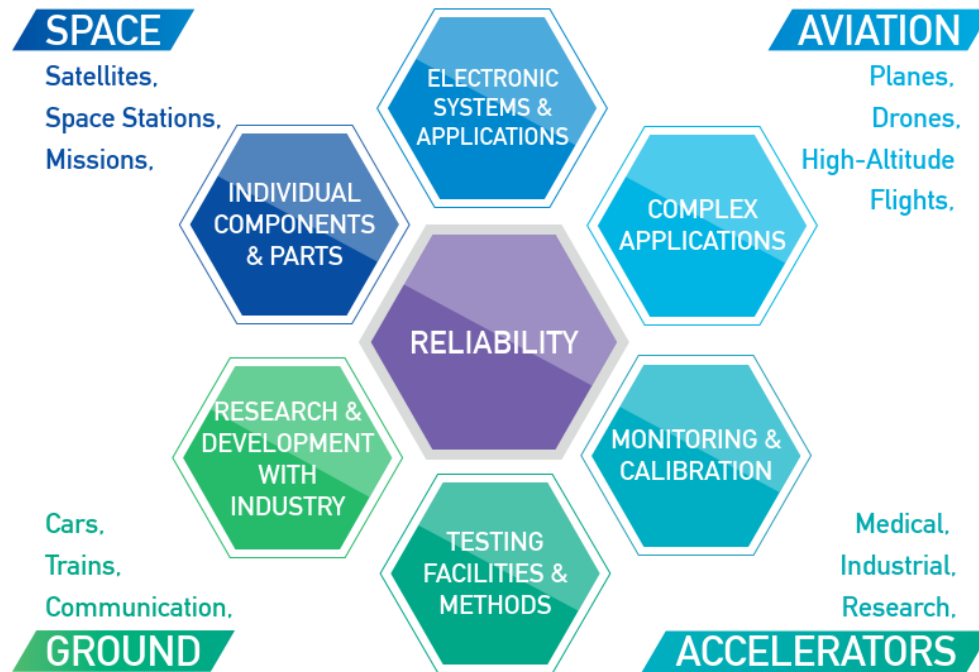 SPACE
Satellites,
Space Stations,
Missions,
AVIATION
Planes,
Drones,
High-Altitude
Flights,
ELECTRONIC
SYSTEMS &
APPLICATIONS
INDIVIDUAL
COMPONENTS
& PARTS
COMPLEX
APPLICATIONS
RELIABILITY
RESEARCH &
DEVELOPMENT
WITH
INDUSTRY
MONITORING &
CALIBRATION
TESTING
FACILITIES &
METHODS
Cars,
Trains,
Communication,
GROUND
Medical,
Industrial,
Research,
ACCELERATORS